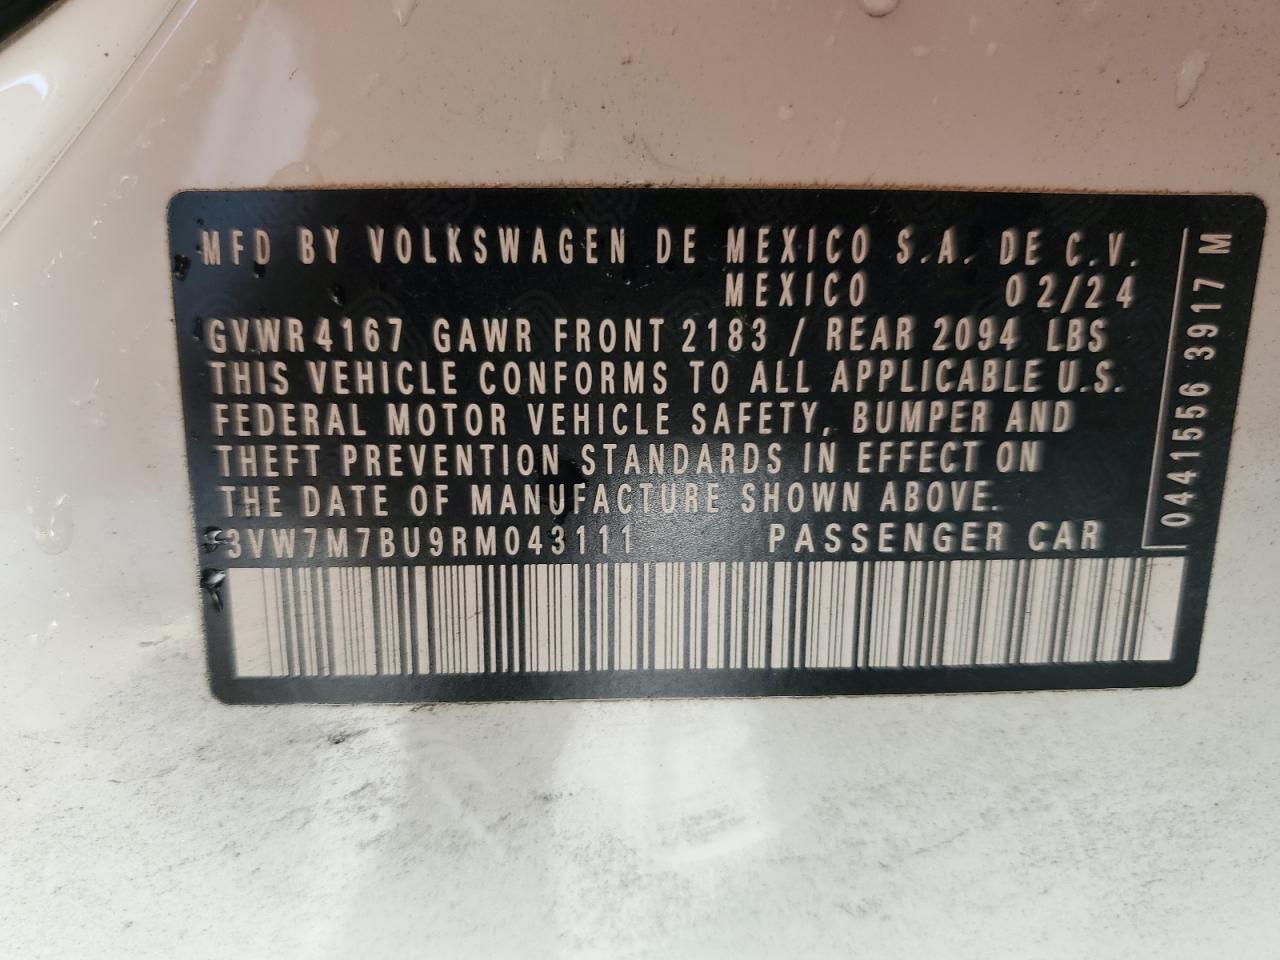 MFD BY VOLKSWAGEN DE MEXICO S.A. DE C.V.
MEXICO 02/24
GVWR 4167 GAWR FRONT 2183 / REAR 2094 LBS
THIS VEHICLE CONFORMS TO ALL APPLICABLE U.S.
FEDERAL MOTOR VEHICLE SAFETY, BUMPER AND
THEFT PREVENTION STANDARDS IN EFFECT ON
THE DATE OF MANUFACTURE SHOWN ABOVE.
3VW7M7BU9RM043111 PASSENGER CAR
0441556 3917 M